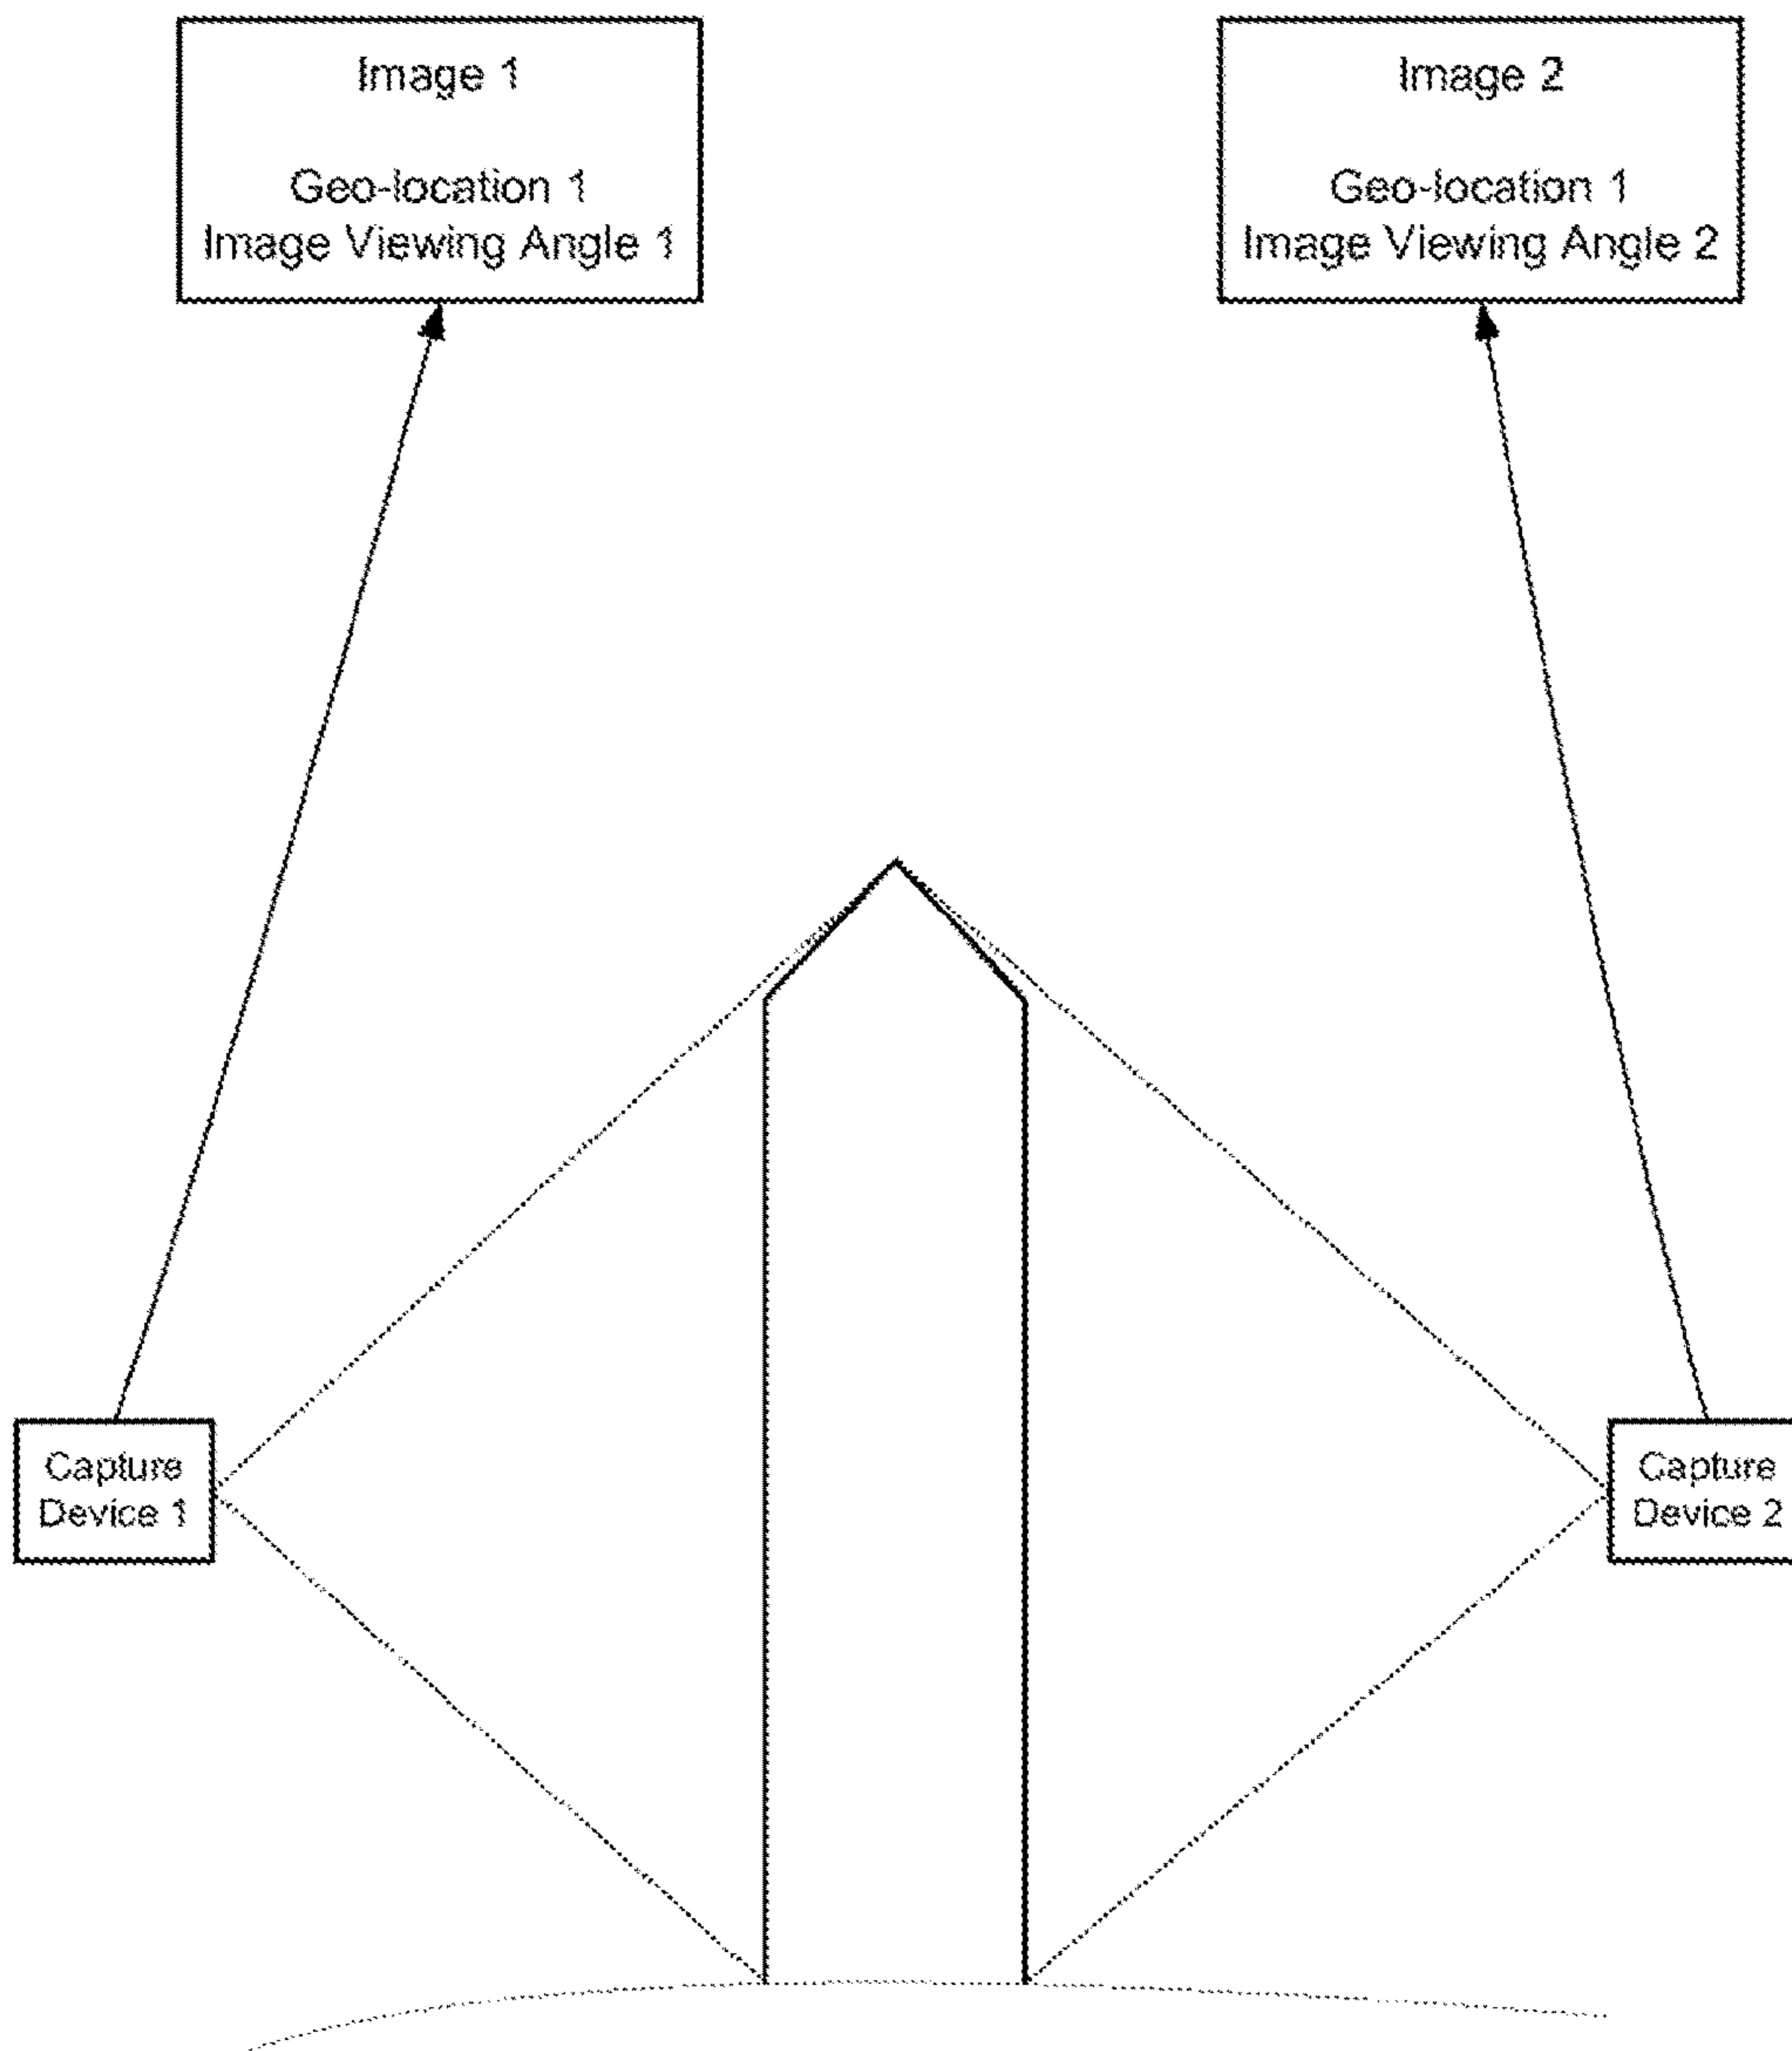 Image 1
Geo-location 1
Image Viewing Angle 1
Image 2
Geo-location 1
Image Viewing Angle 2
Capture
Device 1
Capture
Device 2